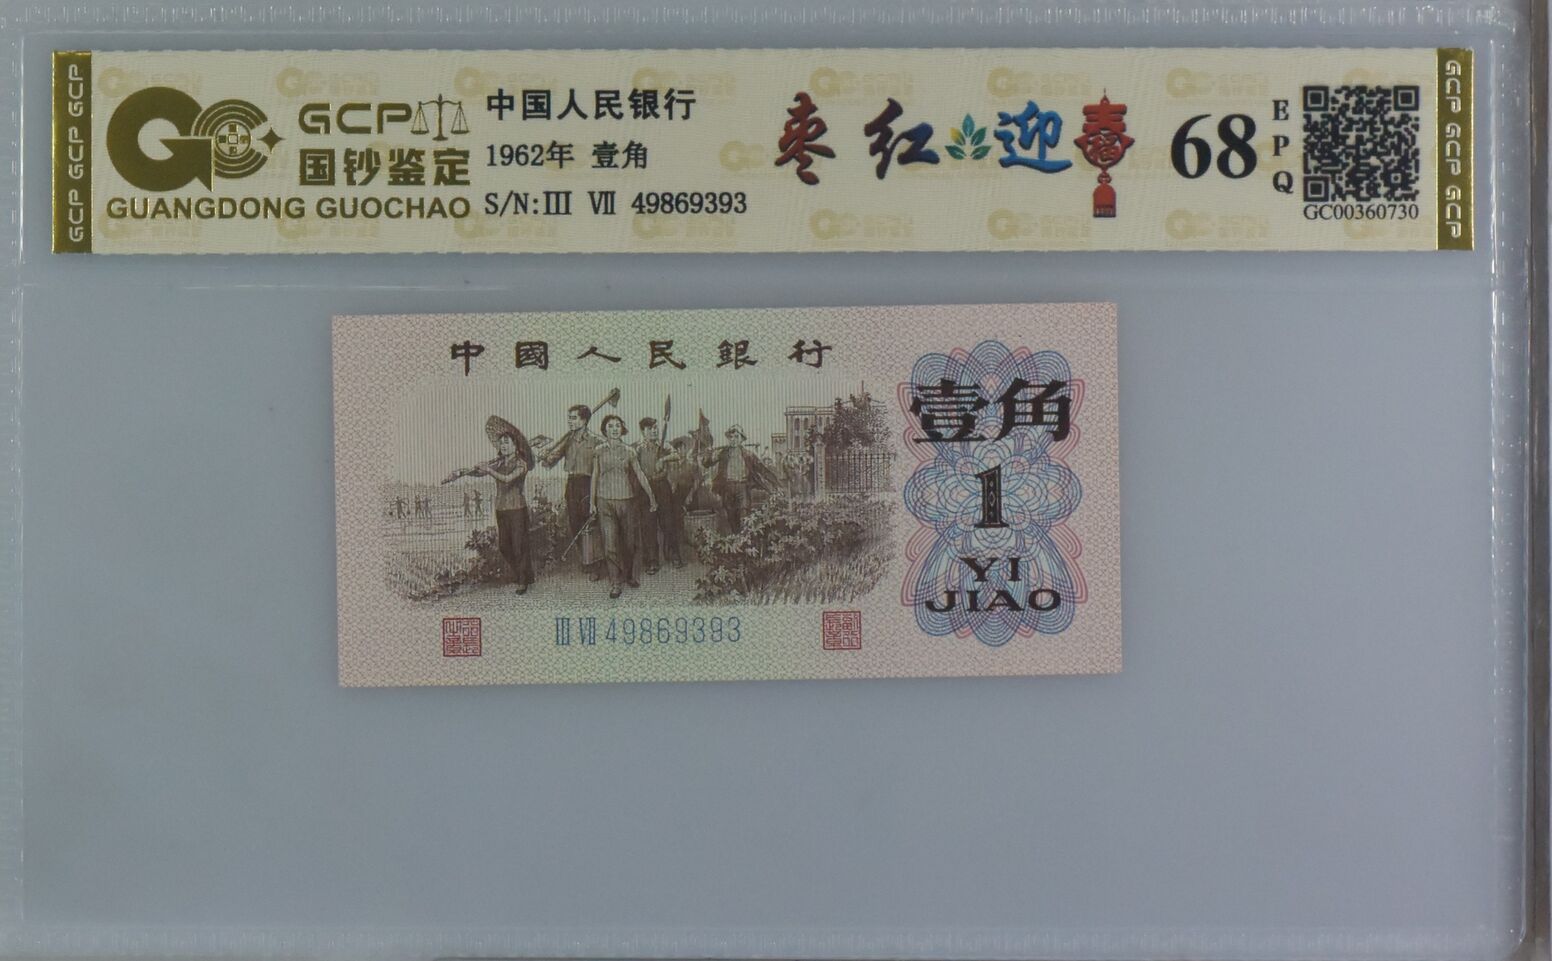 GCP GCP GCP
GCP
国钞鉴定
GUANGDONG GUOCHAO
中国人民银行
1962年 壹角
S/N:III VII 49869393
枣红迎春
68
EPQ
GC00360730
GCP GCP GCP
中國人民銀行
壹角
1
YI
JIAO
III VII 49869393